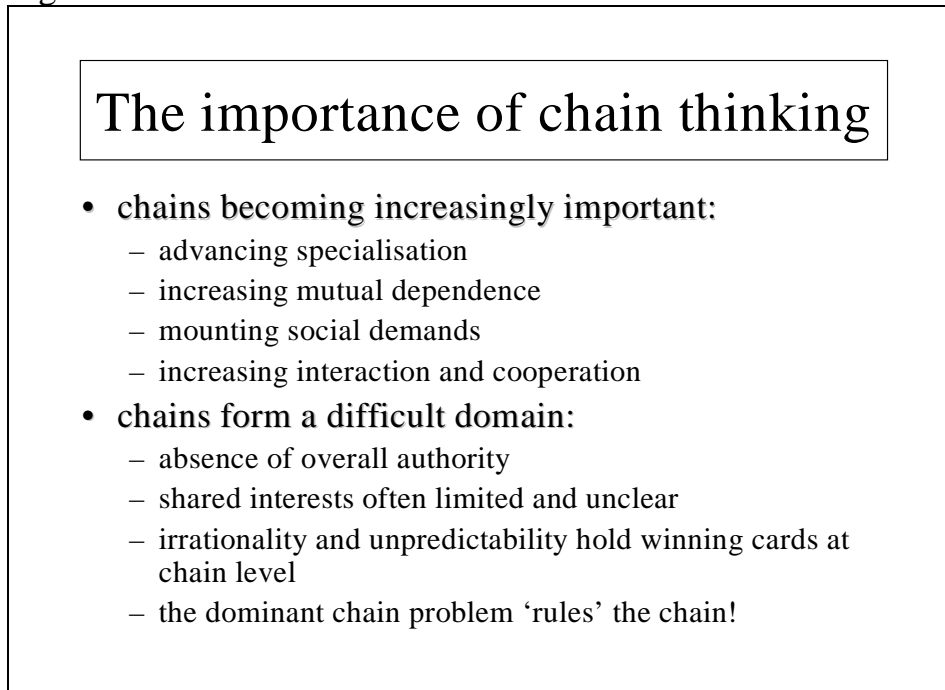 The importance of chain thinking
• chains becoming increasingly important:
– advancing specialisation
– increasing mutual dependence
– mounting social demands
– increasing interaction and cooperation
• chains form a difficult domain:
– absence of overall authority
– shared interests often limited and unclear
– irrationality and unpredictability hold winning cards at
chain level
– the dominant chain problem ‘rules’ the chain!